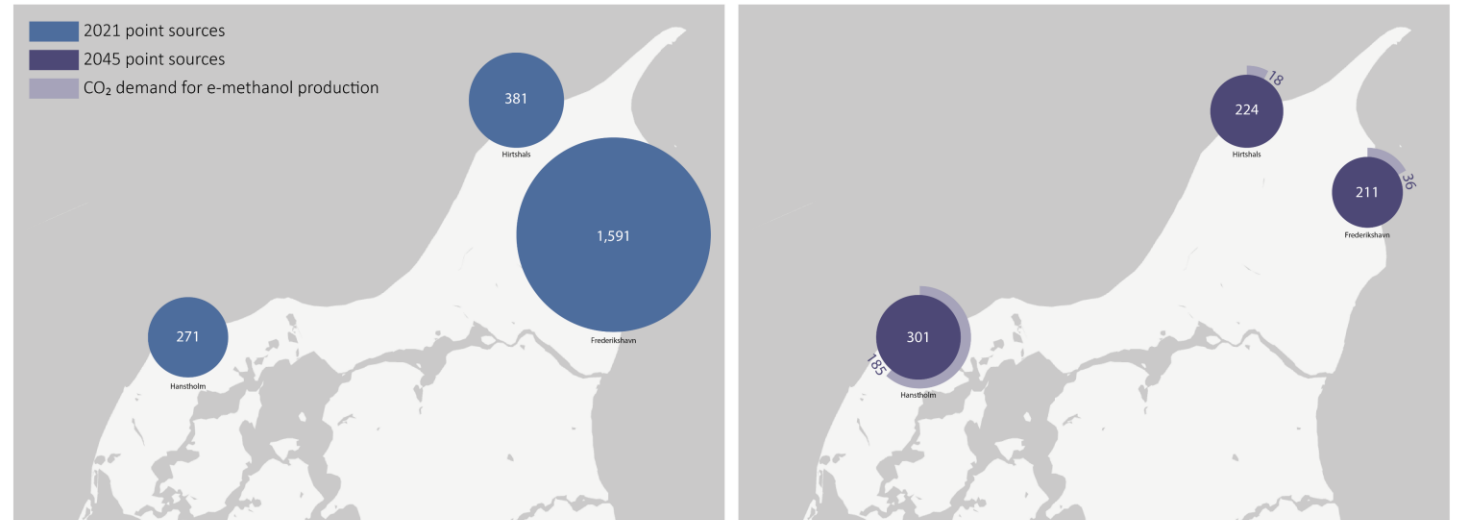 2021 point sources
2045 point sources
CO₂ demand for e-methanol production
381
Hirtshals
1,591
Frederikshavn
271
Hanstholm
18
224
Hirtshals
36
211
Frederikshavn
301
185
Hanstholm